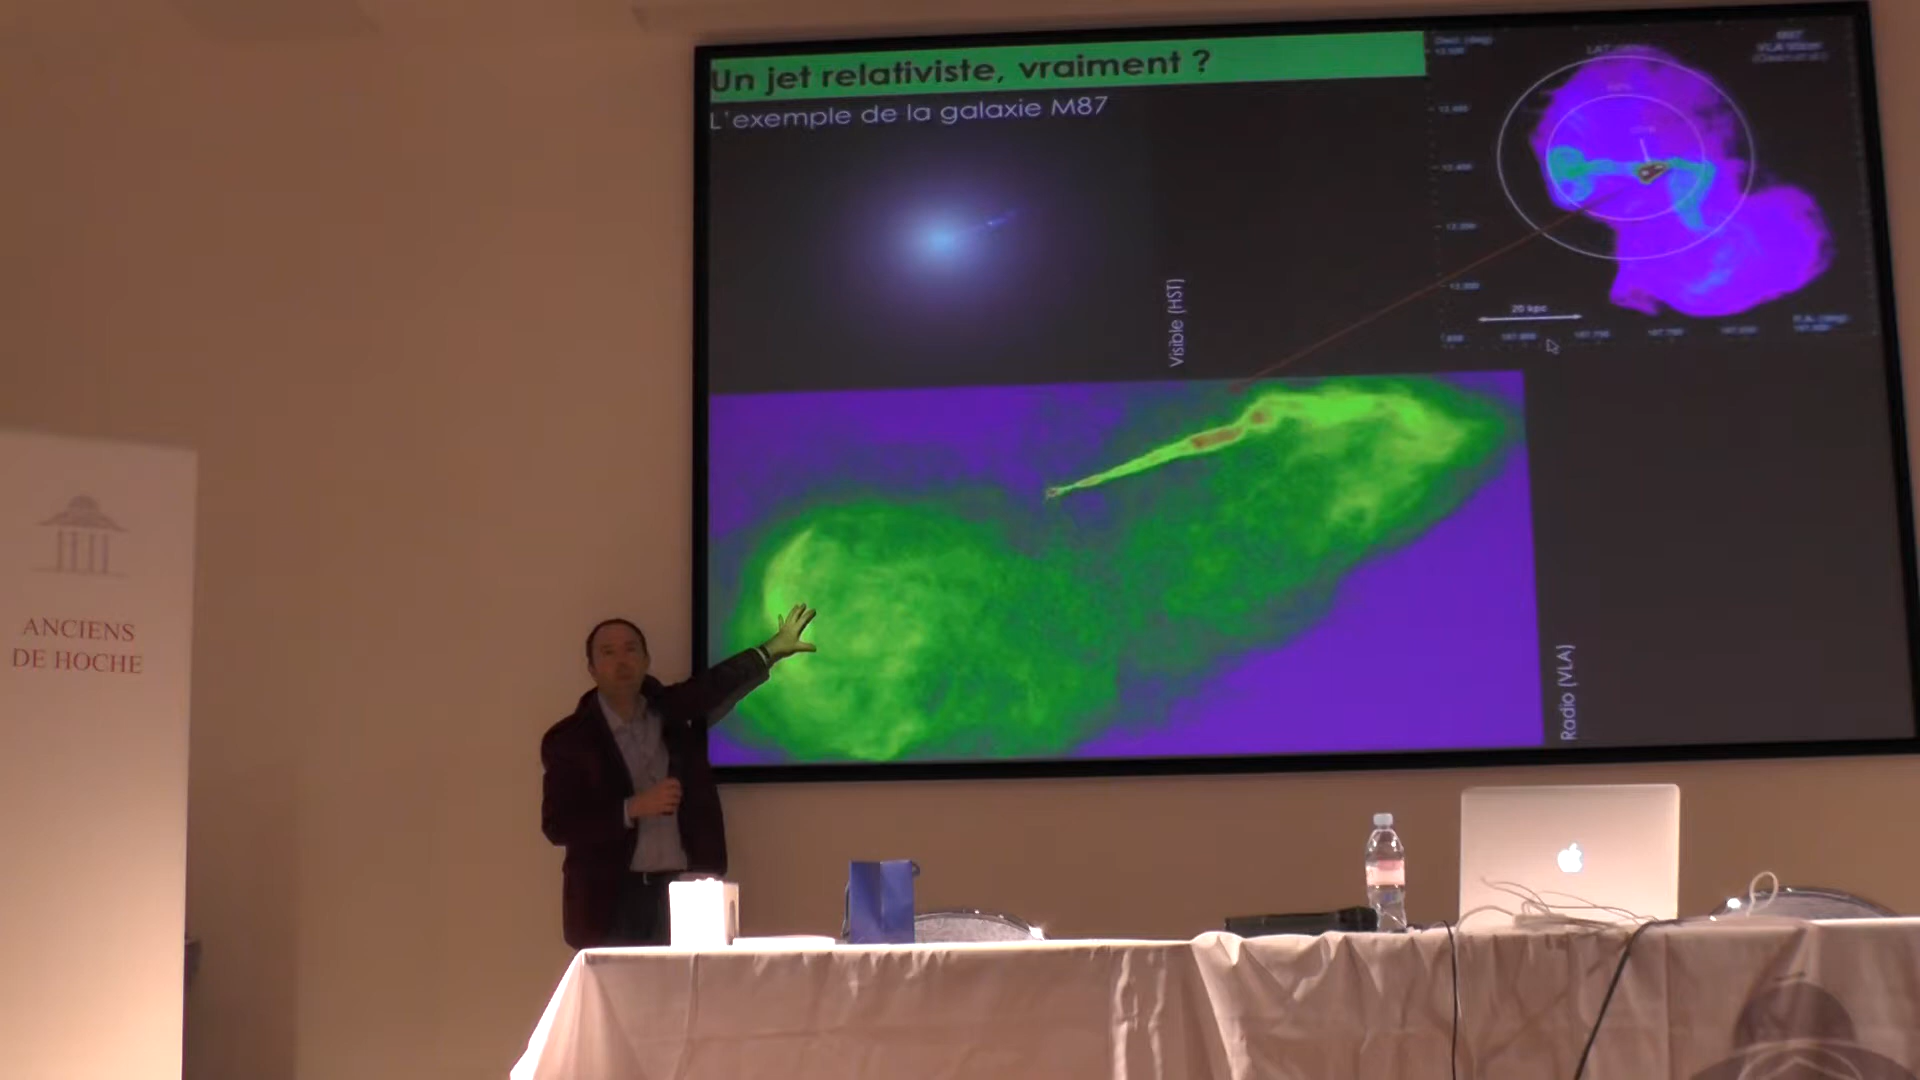 Un jet relativiste, vraiment ?
L'exemple de la galaxie M87
Visible (HST)
20 kpc
Radio (VLA)
ANCIENS
DE HOCHE